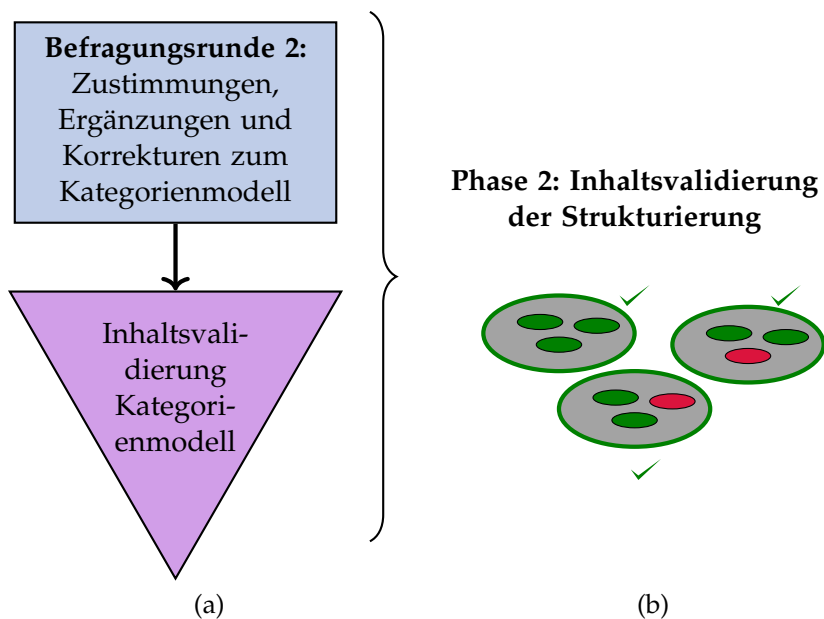 Befragungsrunde 2:
Zustimmungen,
Ergänzungen und
Korrekturen zum
Kategorienmodell
Inhaltsvali-
dierung
Kategori-
enmodell
(a)
Phase 2: Inhaltsvalidierung
der Strukturierung
(b)